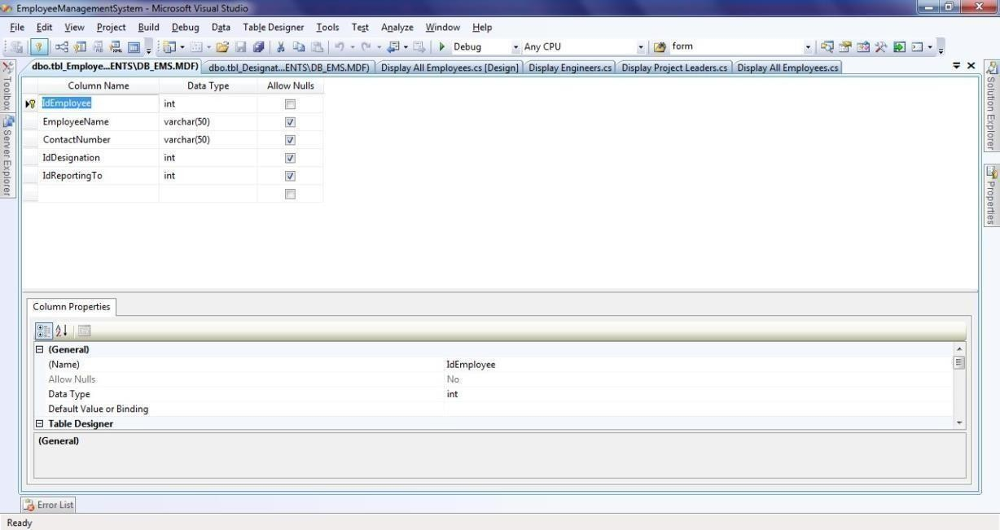 EmployeeManagementSystem - Microsoft Visual Studio
File Edit View Project Build Debug Data Table Designer Tools Test Analyze Window Help
Debug Any CPU form
dbo.tbl_Employe...ENTS\DB_EMS.MDF) dbo.tbl_Designat...ENTS\DB_EMS.MDF) Display All Employees.cs [Design] Display Engineers.cs Display Project Leaders.cs Display All Employees.cs
Toolbox
Server Explorer
Column Name Data Type Allow Nulls
IdEmployee int
EmployeeName varchar(50)
ContactNumber varchar(50)
IdDesignation int
IdReportingTo int
Solution Explorer
Properties
Column Properties
(General)
(Name) IdEmployee
Allow Nulls No
Data Type int
Default Value or Binding
Table Designer
(General)
Error List
Ready